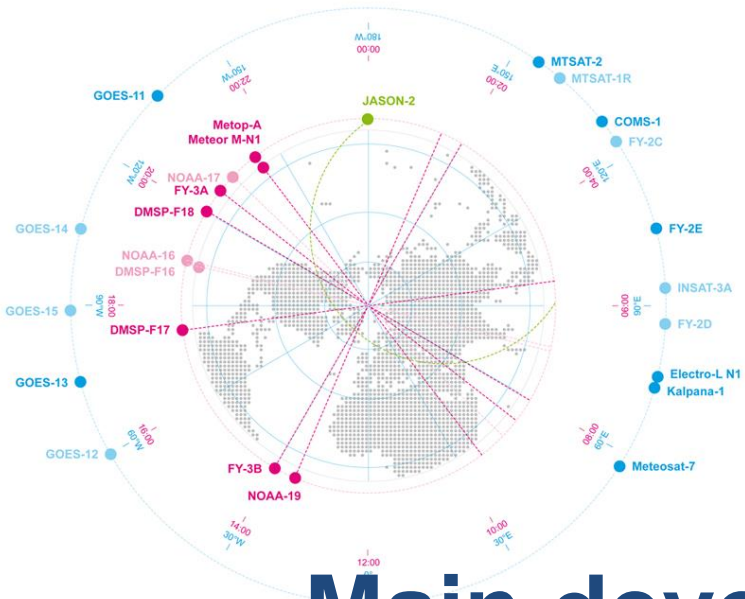 180°W
00:00
150°W
22:00
150°E
02:00
MTSAT-2
MTSAT-1R
GOES-11
JASON-2
COMS-1
Metop-A
Meteor M-N1
FY-2C
120°W
20:00
NOAA-17
FY-3A
120°E
04:00
DMSP-F18
GOES-14
FY-2E
NOAA-16
DMSP-F16
INSAT-3A
GOES-15
90°W
18:00
06:00
90°E
FY-2D
DMSP-F17
GOES-13
Electro-L N1
Kalpana-1
16:00
60°W
08:00
60°E
GOES-12
Meteosat-7
FY-3B
NOAA-19
14:00
30°W
10:00
30°E
12:00
Main deve